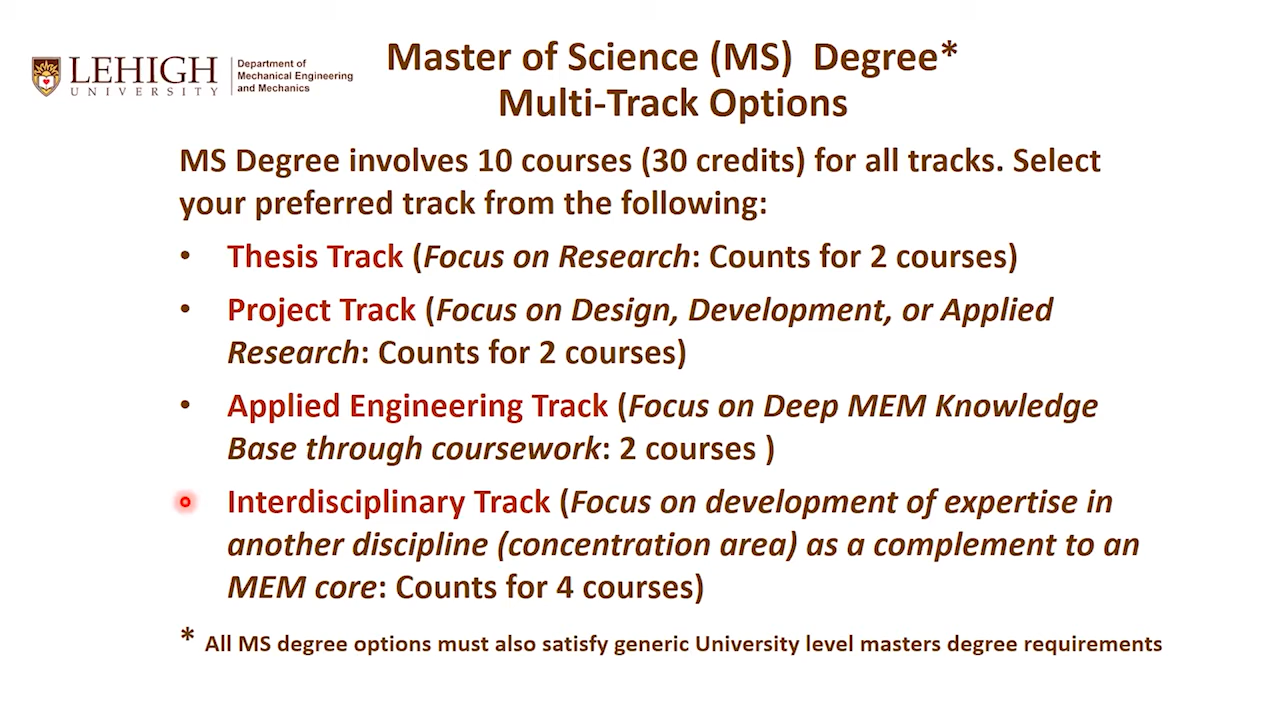 LEHIGH
UNIVERSITY
Department of
Mechanical Engineering
and Mechanics
Master of Science (MS) Degree*
Multi-Track Options
MS Degree involves 10 courses (30 credits) for all tracks. Select
your preferred track from the following:
• Thesis Track (Focus on Research: Counts for 2 courses)
• Project Track (Focus on Design, Development, or Applied
Research: Counts for 2 courses)
• Applied Engineering Track (Focus on Deep MEM Knowledge
Base through coursework: 2 courses )
• Interdisciplinary Track (Focus on development of expertise in
another discipline (concentration area) as a complement to an
MEM core: Counts for 4 courses)
* All MS degree options must also satisfy generic University level masters degree requirements